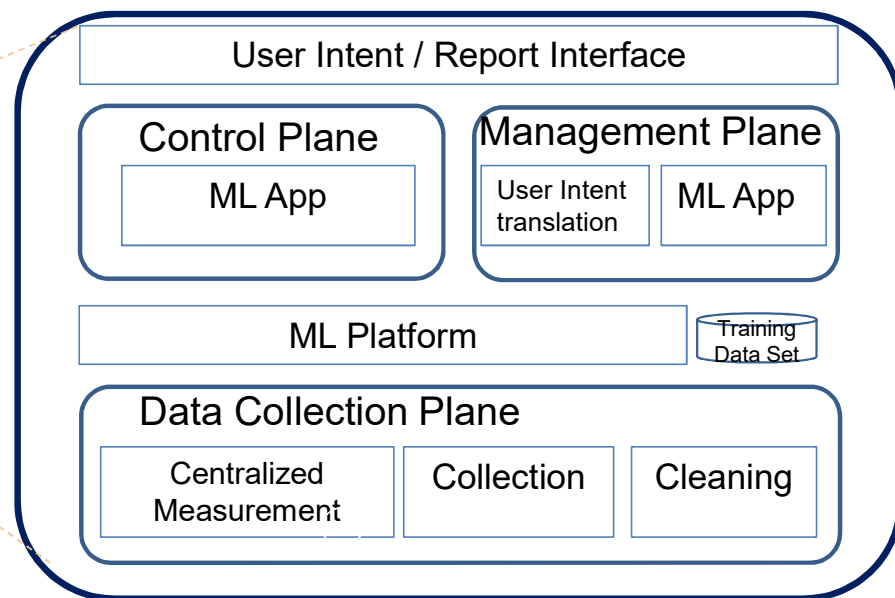 User Intent / Report Interface
Control Plane
ML App
Management Plane
User Intent
translation
ML App
ML Platform
Training
Data Set
Data Collection Plane
Centralized
Measurement
Collection
Cleaning